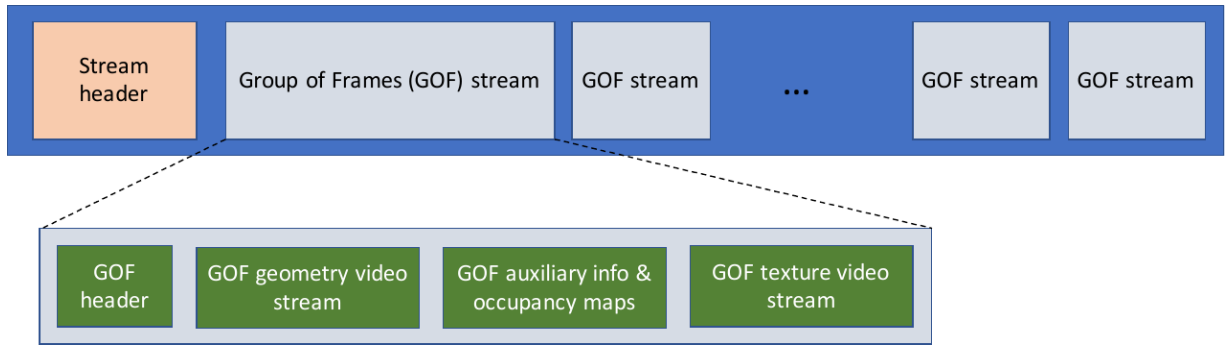 Stream
header
Group of Frames (GOF) stream
GOF stream
...
GOF stream
GOF stream
GOF
header
GOF geometry video
stream
GOF auxiliary info &
occupancy maps
GOF texture video
stream